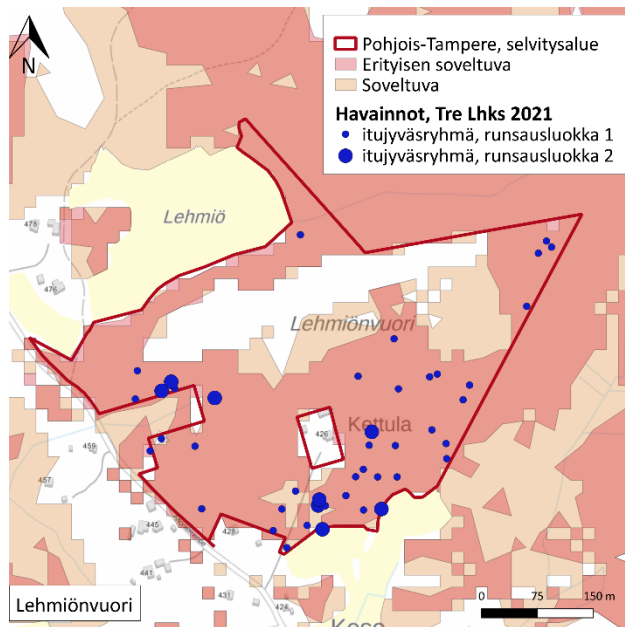 N
Pohjois-Tampere, selvitysalue
Erityisen soveltuva
Soveltuva
Havainnot, Tre Lhks 2021
itujyväsryhmä, runsausluokka 1
itujyväsryhmä, runsausluokka 2
Lehmiö
478
476
Lehmiönvuori
Kettula
426
459
457
445
428
441
431
424
0 75 150 m
Lehmiönvuori